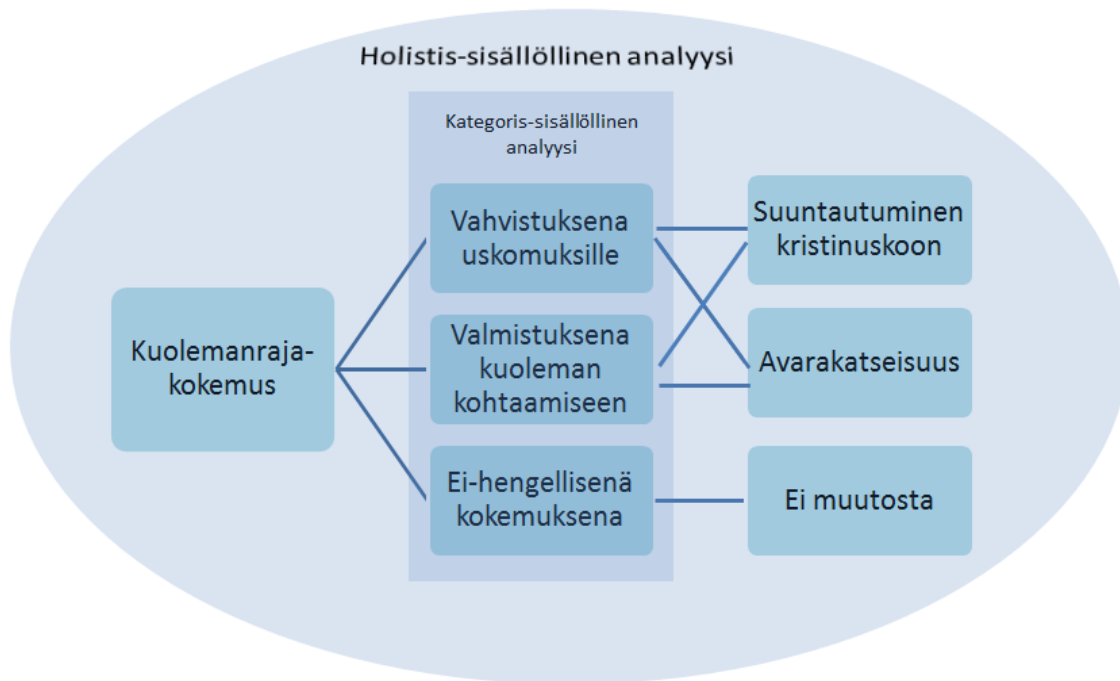 Holistis-sisällöllinen analyysi
Kategoris-sisällöllinen
analyysi
Kuolemanraja-
kokemus
Vahvistuksena
uskomuksille
Valmistuksena
kuoleman
kohtaamiseen
Ei-hengellisenä
kokemuksena
Suuntautuminen
kristinuskoon
Avarakatseisuus
Ei muutosta